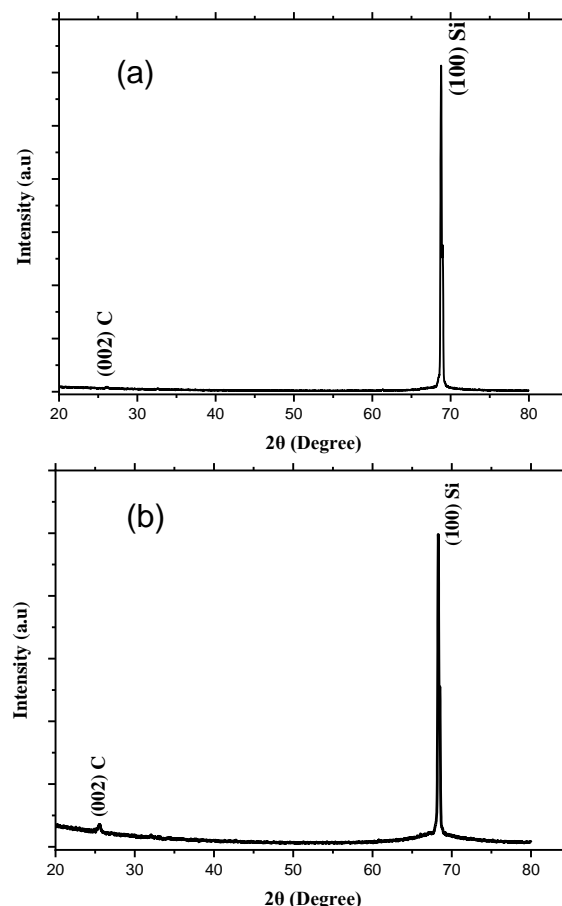 (a)
(100) Si
Intensity (a.u)
(002) C
20 30 40 50 60 70 80
2θ (Degree)
(b)
(100) Si
Intensity (a.u)
(002) C
20 30 40 50 60 70 80
2θ (Degree)